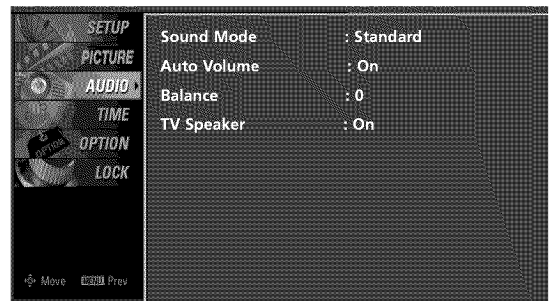 SETUP
PICTURE
AUDIO
TIME
OPTION
LOCK
Sound Mode : Standard
Auto Volume : On
Balance : 0
TV Speaker : On
Move MENU Prev